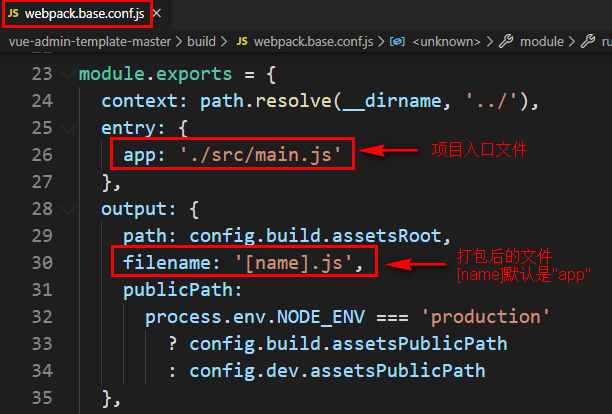 JS webpack.base.conf.js ×
vue-admin-template-master > build > JS webpack.base.conf.js > <unknown> > module > ru
23 module.exports = {
24 context: path.resolve(__dirname, '../'),
25 entry: {
26 app: './src/main.js' 项目入口文件
27 },
28 output: {
29 path: config.build.assetsRoot,
30 filename: '[name].js', 打包后的文件
[name]默认是"app"
31 publicPath:
32 process.env.NODE_ENV === 'production'
33 ? config.build.assetsPublicPath
34 : config.dev.assetsPublicPath
35 },